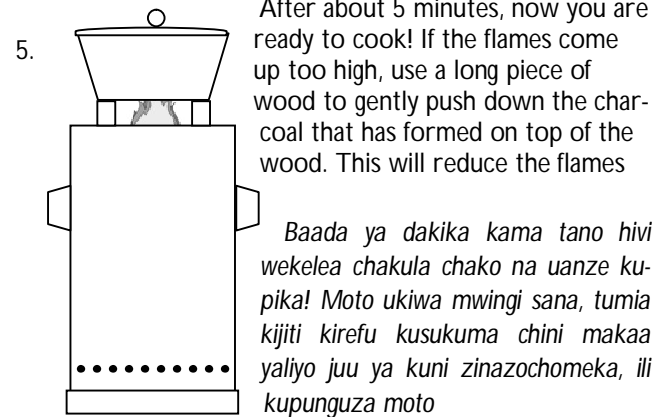 5.
After about 5 minutes, now you are
ready to cook! If the flames come
up too high, use a long piece of
wood to gently push down the char-
coal that has formed on top of the
wood. This will reduce the flames
Baada ya dakika kama tano hivi
wekelea chakula chako na uanze ku-
pika! Moto ukiwa mwingi sana, tumia
kijiti kirefu kusukuma chini makaa
yaliyo juu ya kuni zinazochomeka, ili
kupunguza moto